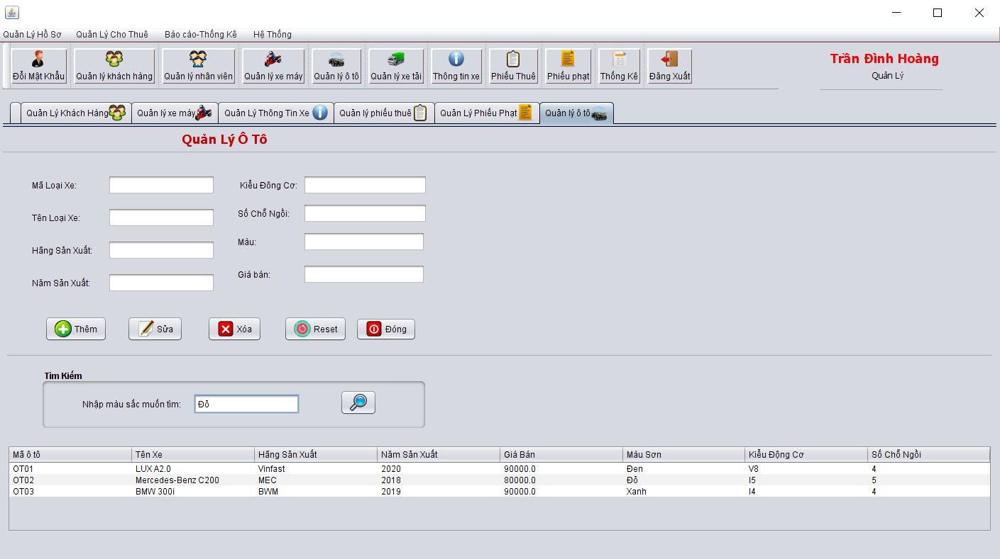 Quản Lý Hồ Sơ Quản Lý Cho Thuê Báo cáo-Thống Kê Hệ Thống
Đổi Mật Khẩu Quản lý khách hàng Quản lý nhân viên Quản lý xe máy Quản lý ô tô Quản lý xe tải Thông tin xe Phiếu Thuê Phiếu phạt Thống Kê Đăng Xuất
Trần Đình Hoàng
Quản Lý
Quản Lý Khách Hàng Quản lý xe máy Quản Lý Thông Tin Xe Quản lý phiếu thuê Quản Lý Phiếu Phạt Quản lý ô tô
Quản Lý Ô Tô
Mã Loại Xe: Kiểu Đông Cơ:
Tên Loại Xe: Số Chỗ Ngồi:
Hãng Sản Xuất: Màu:
Năm Sản Xuất: Giá bán:
Thêm Sửa Xóa Reset Đóng
Tìm Kiếm
Nhập màu sắc muốn tìm: Đỏ
Mã ô tô Tên Xe Hãng Sản Xuất Năm Sản Xuất Giá Bán Màu Sơn Kiểu Động Cơ Số Chỗ Ngồi
OT01 LUX A2.0 Vinfast 2020 90000.0 Đen V8 4
OT02 Mercedes-Benz C200 MEC 2018 80000.0 Đỏ I5 5
OT03 BMW 300i BWM 2019 90000.0 Xanh I4 4